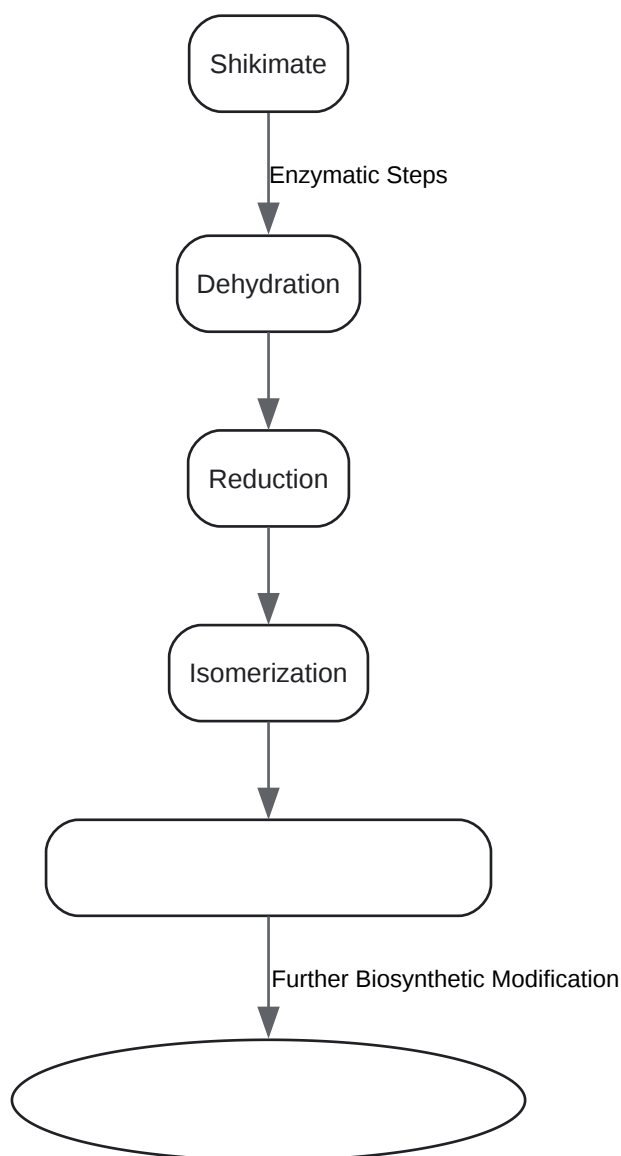 Shikimate
Enzymatic Steps
Dehydration
Reduction
Isomerization
Further Biosynthetic Modification